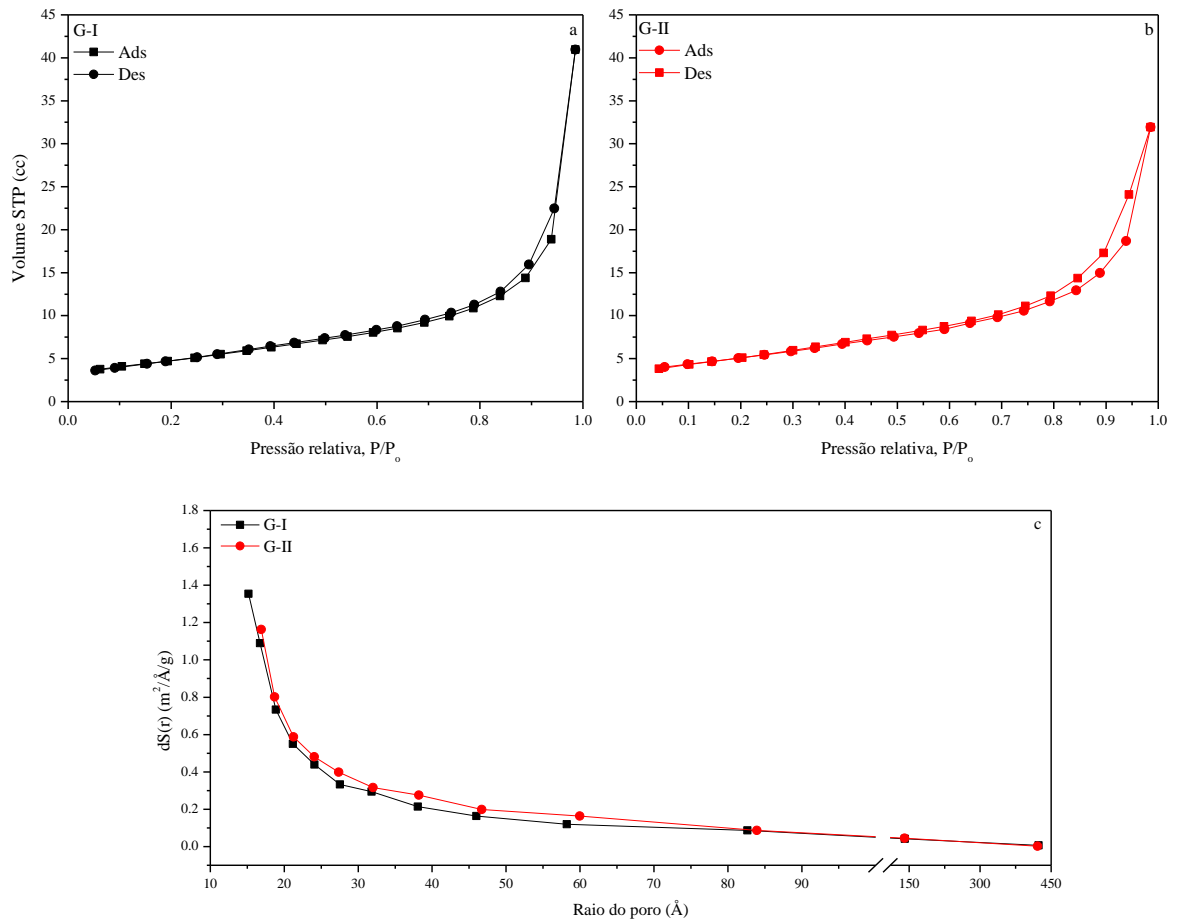 G-I
a
Ads
Des
Volume STP (cc)
45
40
35
30
25
20
15
10
5
0
0.0 0.2 0.4 0.6 0.8 1.0
Pressão relativa, P/Po
G-II
b
Ads
Des
45
40
35
30
25
20
15
10
5
0
0.0 0.1 0.2 0.3 0.4 0.5 0.6 0.7 0.8 0.9 1.0
Pressão relativa, P/Po
G-I
G-II
c
dS(r) (m²/Å/g)
1.8
1.6
1.4
1.2
1.0
0.8
0.6
0.4
0.2
0.0
10 20 30 40 50 60 70 80 90 150 300 450
Raio do poro (Å)